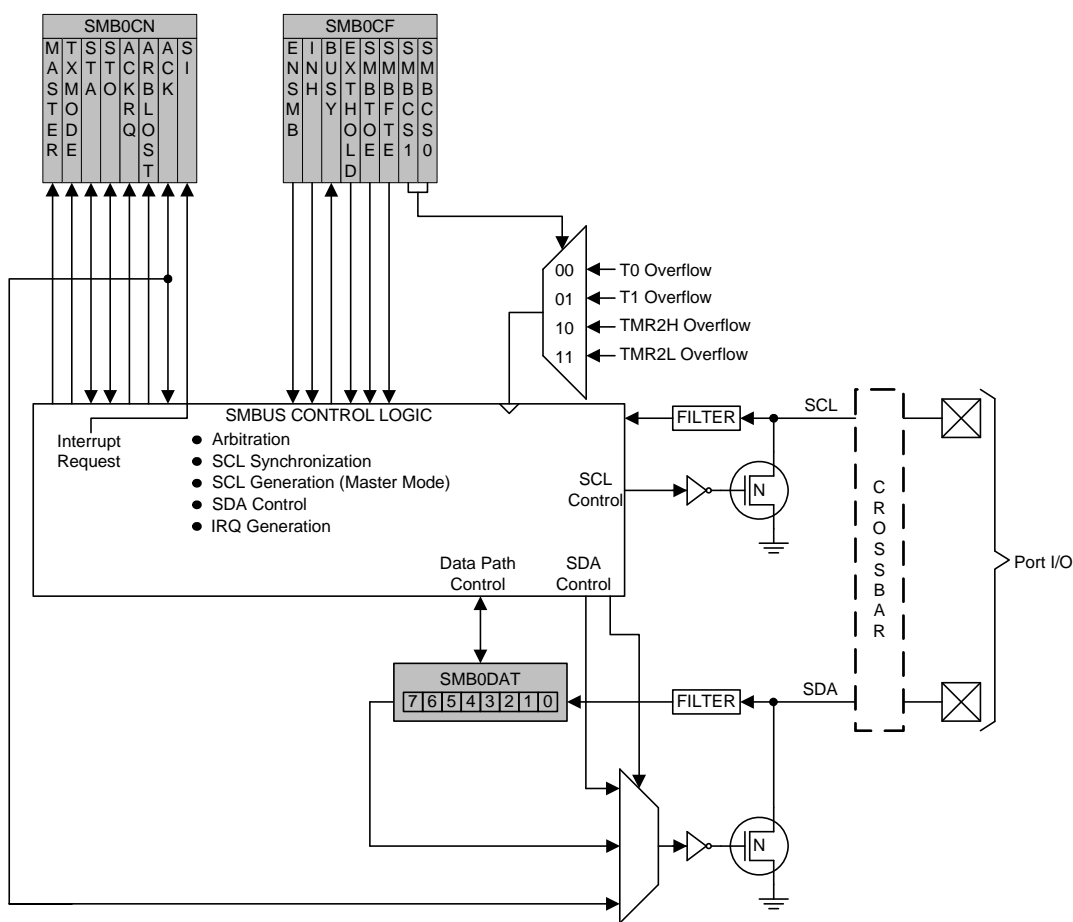 SMB0CN
MASTER
TXMODE
STA
STO
ACKRQ
ARBLOST
ACK
SI
SMB0CF
ENSMB
INH
BUSY
EXTHOLD
SMBTOE
SMBFTE
SMBCS1
SMBCS0
00
T0 Overflow
01
T1 Overflow
10
TMR2H Overflow
11
TMR2L Overflow
SMBUS CONTROL LOGIC
Interrupt
Request
● Arbitration
● SCL Synchronization
● SCL Generation (Master Mode)
● SDA Control
● IRQ Generation
SCL
Control
Data Path
Control
SDA
Control
FILTER
SCL
N
CROSSBAR
Port I/O
SMB0DAT
7 6 5 4 3 2 1 0
FILTER
SDA
N